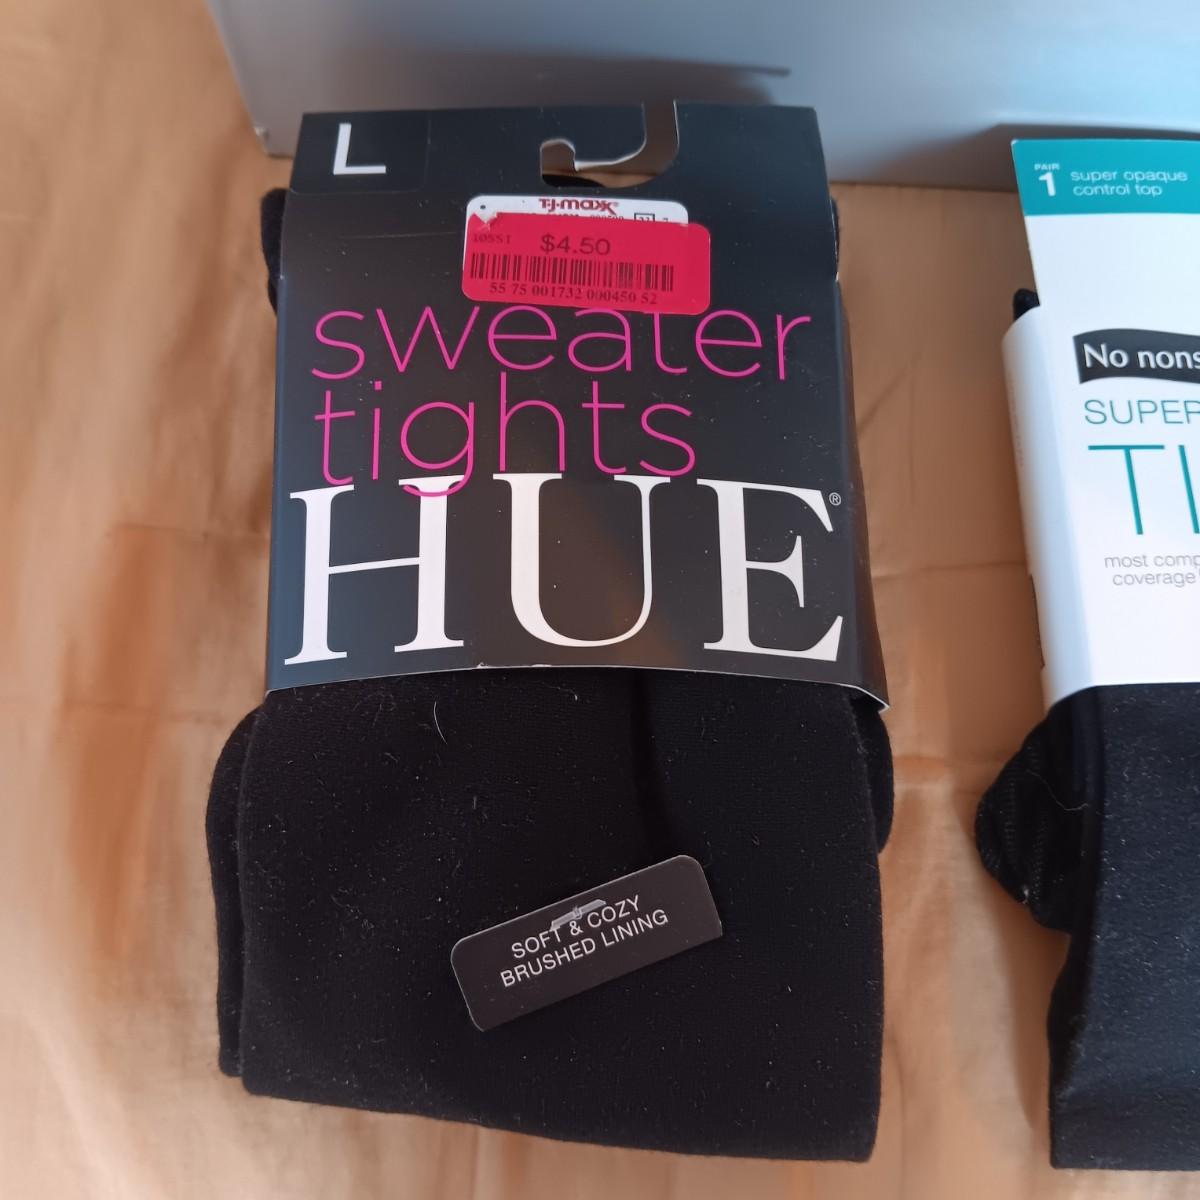 L
T·J·maxx®
1055I $4.50
55 75 001732 000450 52
sweater
tights
HUE®
SOFT & COZY
BRUSHED LINING
PAIR
1
super opaque
control top
No nons
SUPER
TI
most comp
coverage